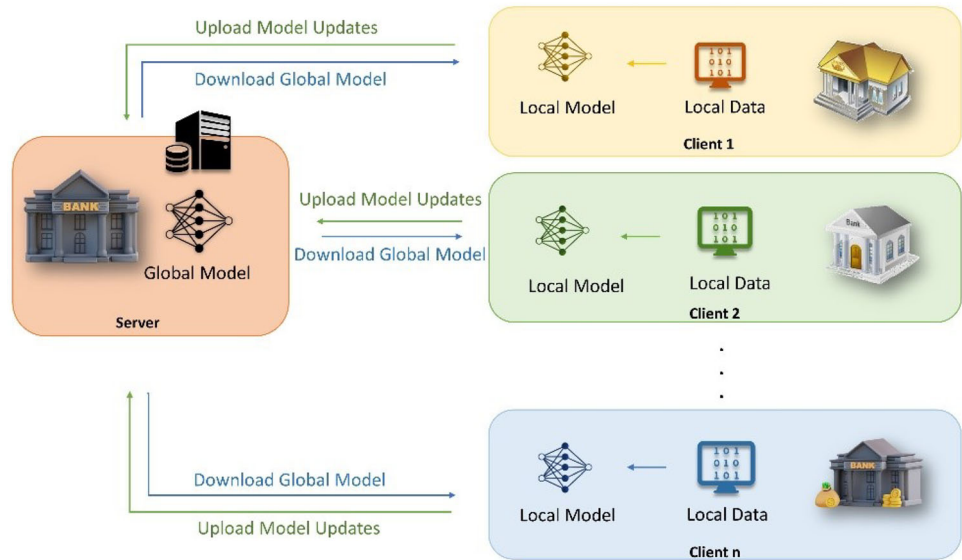 Upload Model Updates
Download Global Model
BANK
Global Model
Server
Upload Model Updates
Download Global Model
Download Global Model
Upload Model Updates
101
010
101
Local Model
Local Data
Client 1
Bank
101
010
101
Local Model
Local Data
Client 2
.
.
.
101
010
101
BANK
Local Model
Local Data
Client n